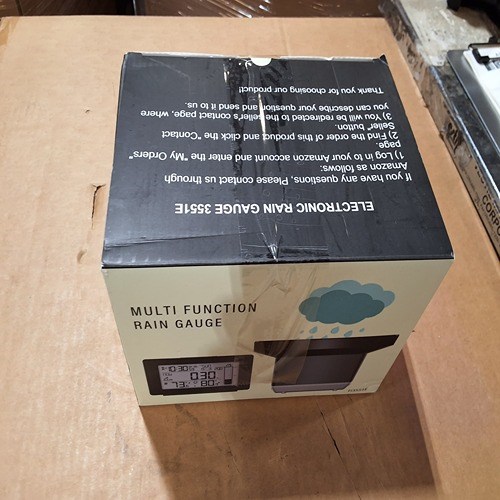 ELECTRONIC RAIN GAUGE 3551E
If you have any questions, Please contact us through
Amazon as follows:
1) Log in to your Amazon account and enter the "My Orders"
page.
2) Find the order of this product and click the "Contact
Seller" button.
3) You will be redirected to the seller's contact page, where
you can describe your question and send it to us.
Thank you for choosing our product!
MULTI FUNCTION
RAIN GAUGE